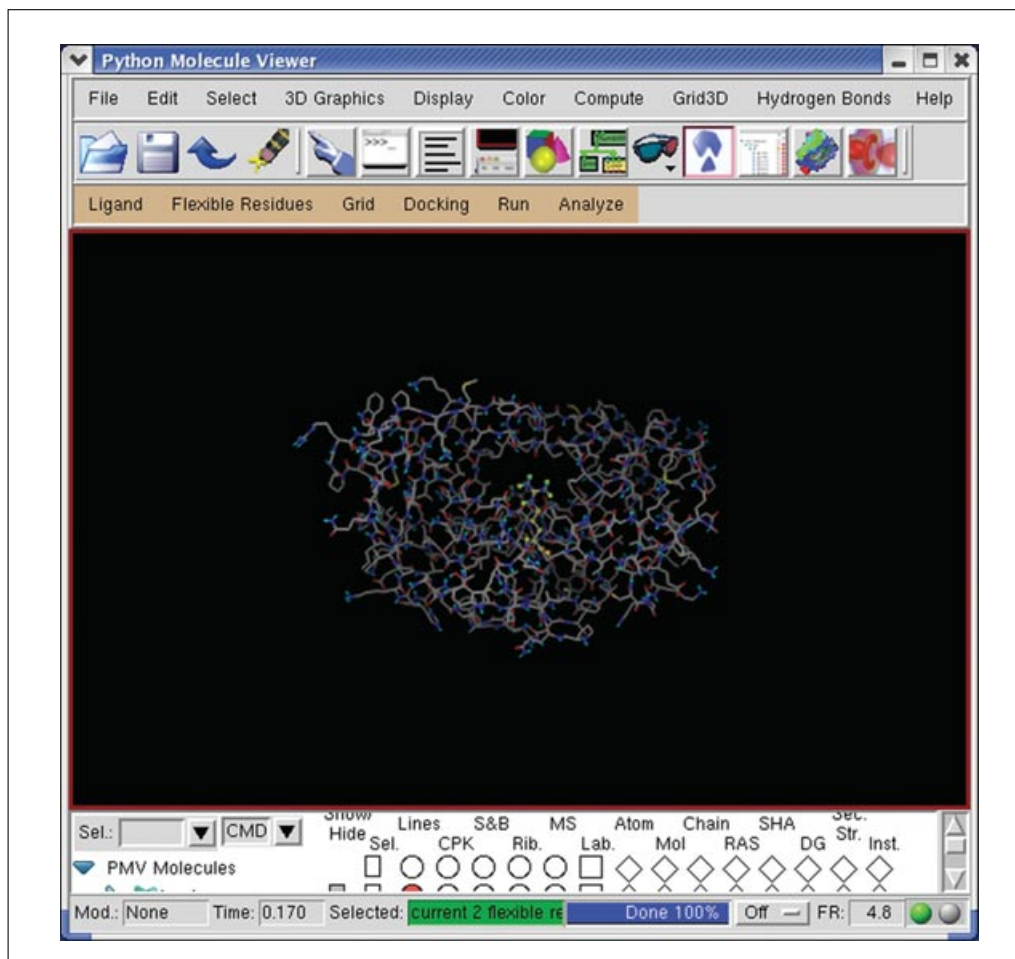 Python Molecule Viewer
File Edit Select 3D Graphics Display Color Compute Grid3D Hydrogen Bonds Help
>>>_
Ligand Flexible Residues Grid Docking Run Analyze
Sel.: CMD Show/ Lines S&B MS Atom Chain SHA Sec.
Hide Sel. CPK Rib. Lab. Mol RAS DG Str. Inst.
PMV Molecules
Mod.: None Time: 0.170 Selected: current 2 flexible re Done 100% Off FR: 4.8